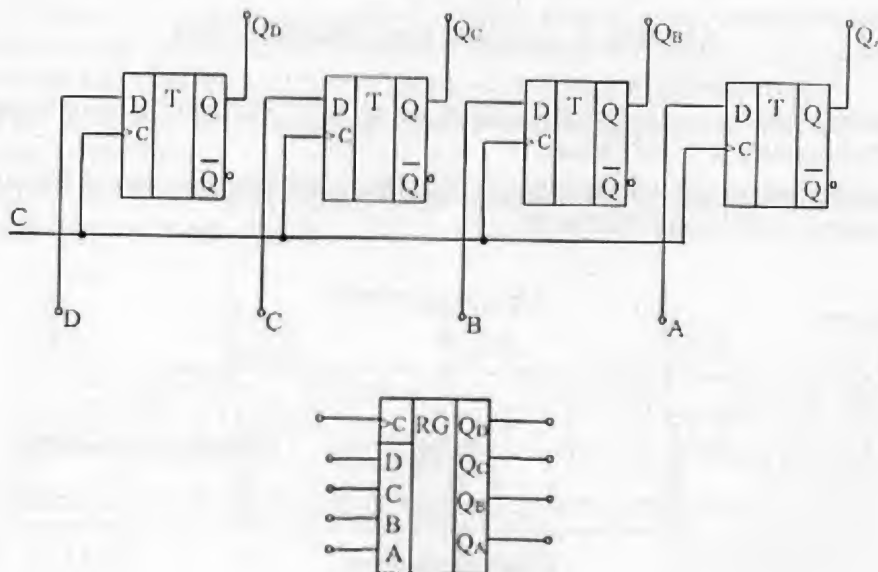 QD QC QB QA
D T Q D T Q D T Q D T Q
C C C C
Q̅ Q̅ Q̅ Q̅
C
D C B A
C RG QD
D QC
C QB
B QA
A